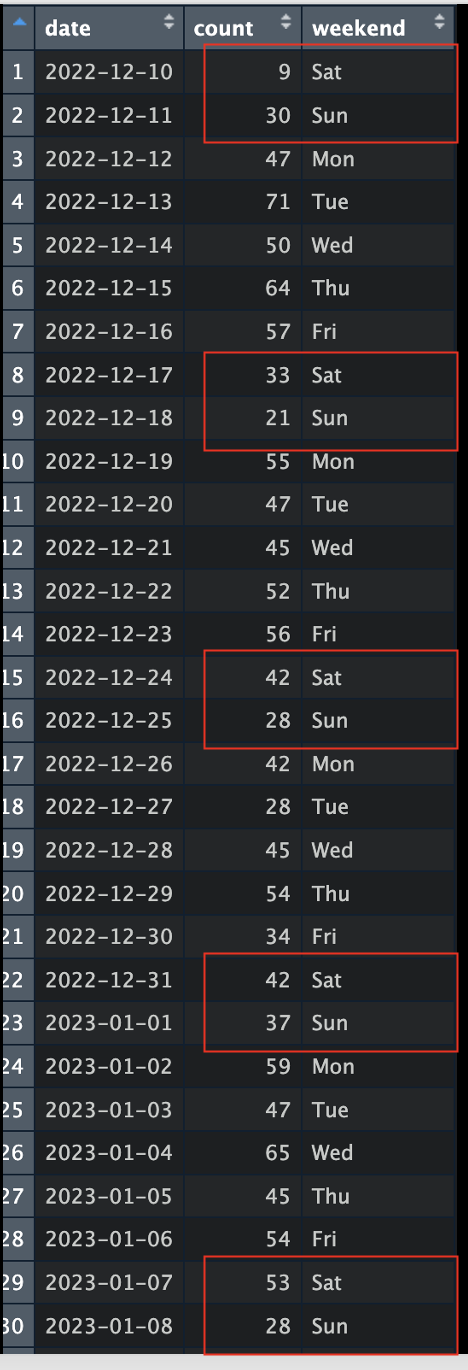 date count weekend
1 2022-12-10 9 Sat
2 2022-12-11 30 Sun
3 2022-12-12 47 Mon
4 2022-12-13 71 Tue
5 2022-12-14 50 Wed
6 2022-12-15 64 Thu
7 2022-12-16 57 Fri
8 2022-12-17 33 Sat
9 2022-12-18 21 Sun
10 2022-12-19 55 Mon
11 2022-12-20 47 Tue
12 2022-12-21 45 Wed
13 2022-12-22 52 Thu
14 2022-12-23 56 Fri
15 2022-12-24 42 Sat
16 2022-12-25 28 Sun
17 2022-12-26 42 Mon
18 2022-12-27 28 Tue
19 2022-12-28 45 Wed
20 2022-12-29 54 Thu
21 2022-12-30 34 Fri
22 2022-12-31 42 Sat
23 2023-01-01 37 Sun
24 2023-01-02 59 Mon
25 2023-01-03 47 Tue
26 2023-01-04 65 Wed
27 2023-01-05 45 Thu
28 2023-01-06 54 Fri
29 2023-01-07 53 Sat
30 2023-01-08 28 Sun